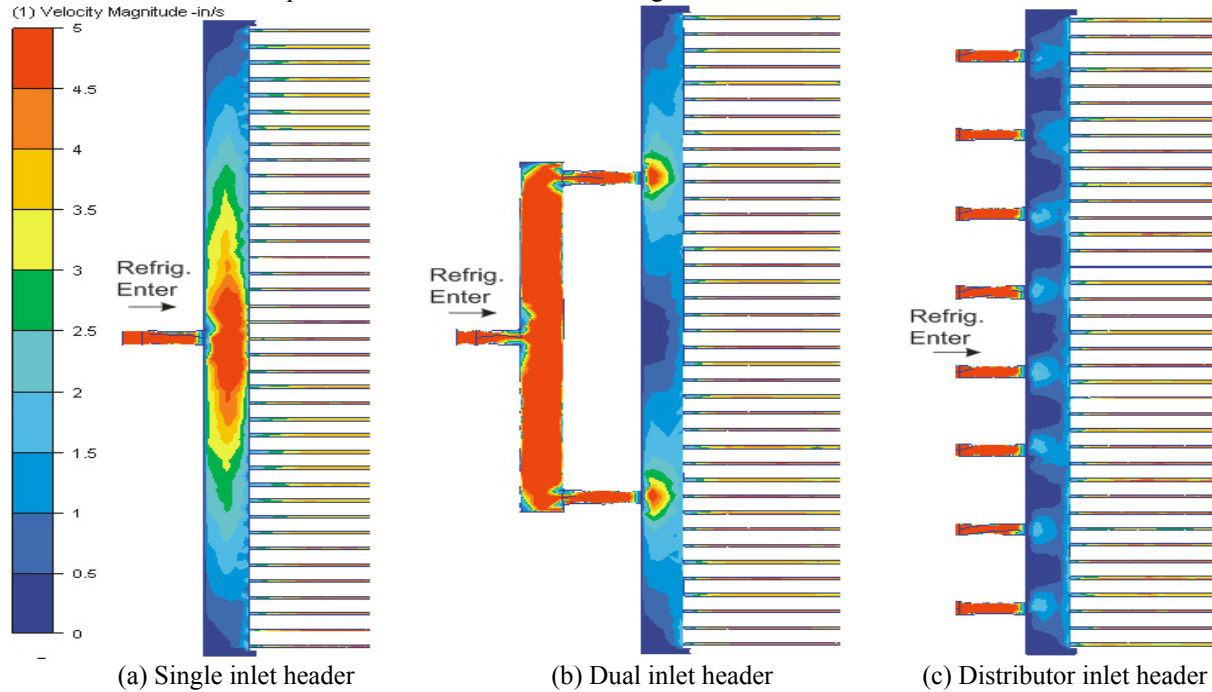 (1) Velocity Magnitude -in/s
5
4.5
4
3.5
3
2.5
2
1.5
1
0.5
0
Refrig.
Enter
Refrig.
Enter
Refrig.
Enter
(a) Single inlet header
(b) Dual inlet header
(c) Distributor inlet header